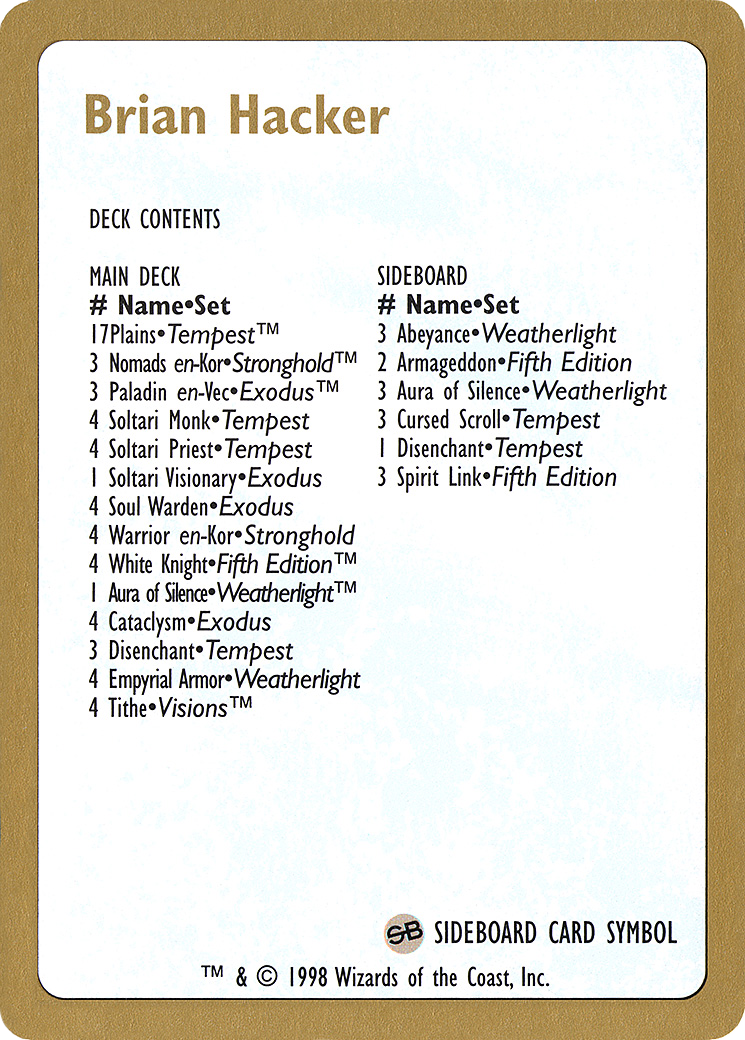 Brian Hacker
DECK CONTENTS
MAIN DECK
# Name•Set
17Plains•Tempest™
3 Nomads en-Kor•Stronghold™
3 Paladin en-Vec•Exodus™
4 Soltari Monk•Tempest
4 Soltari Priest•Tempest
1 Soltari Visionary•Exodus
4 Soul Warden•Exodus
4 Warrior en-Kor•Stronghold
4 White Knight•Fifth Edition™
1 Aura of Silence•Weatherlight™
4 Cataclysm•Exodus
3 Disenchant•Tempest
4 Empyrial Armor•Weatherlight
4 Tithe•Visions™
SIDEBOARD
# Name•Set
3 Abeyance•Weatherlight
2 Armageddon•Fifth Edition
3 Aura of Silence•Weatherlight
3 Cursed Scroll•Tempest
1 Disenchant•Tempest
3 Spirit Link•Fifth Edition
SB SIDEBOARD CARD SYMBOL
™ & © 1998 Wizards of the Coast, Inc.